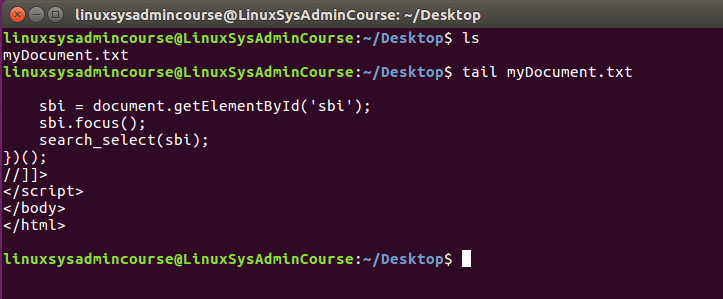 linuxsysadmincourse@LinuxSysAdminCourse: ~/Desktop
linuxsysadmincourse@LinuxSysAdminCourse:~/Desktop$ ls
myDocument.txt
linuxsysadmincourse@LinuxSysAdminCourse:~/Desktop$ tail myDocument.txt

    sbi = document.getElementById('sbi');
    sbi.focus();
    search_select(sbi);
})();
//]]>
</script>
</body>
</html>

linuxsysadmincourse@LinuxSysAdminCourse:~/Desktop$